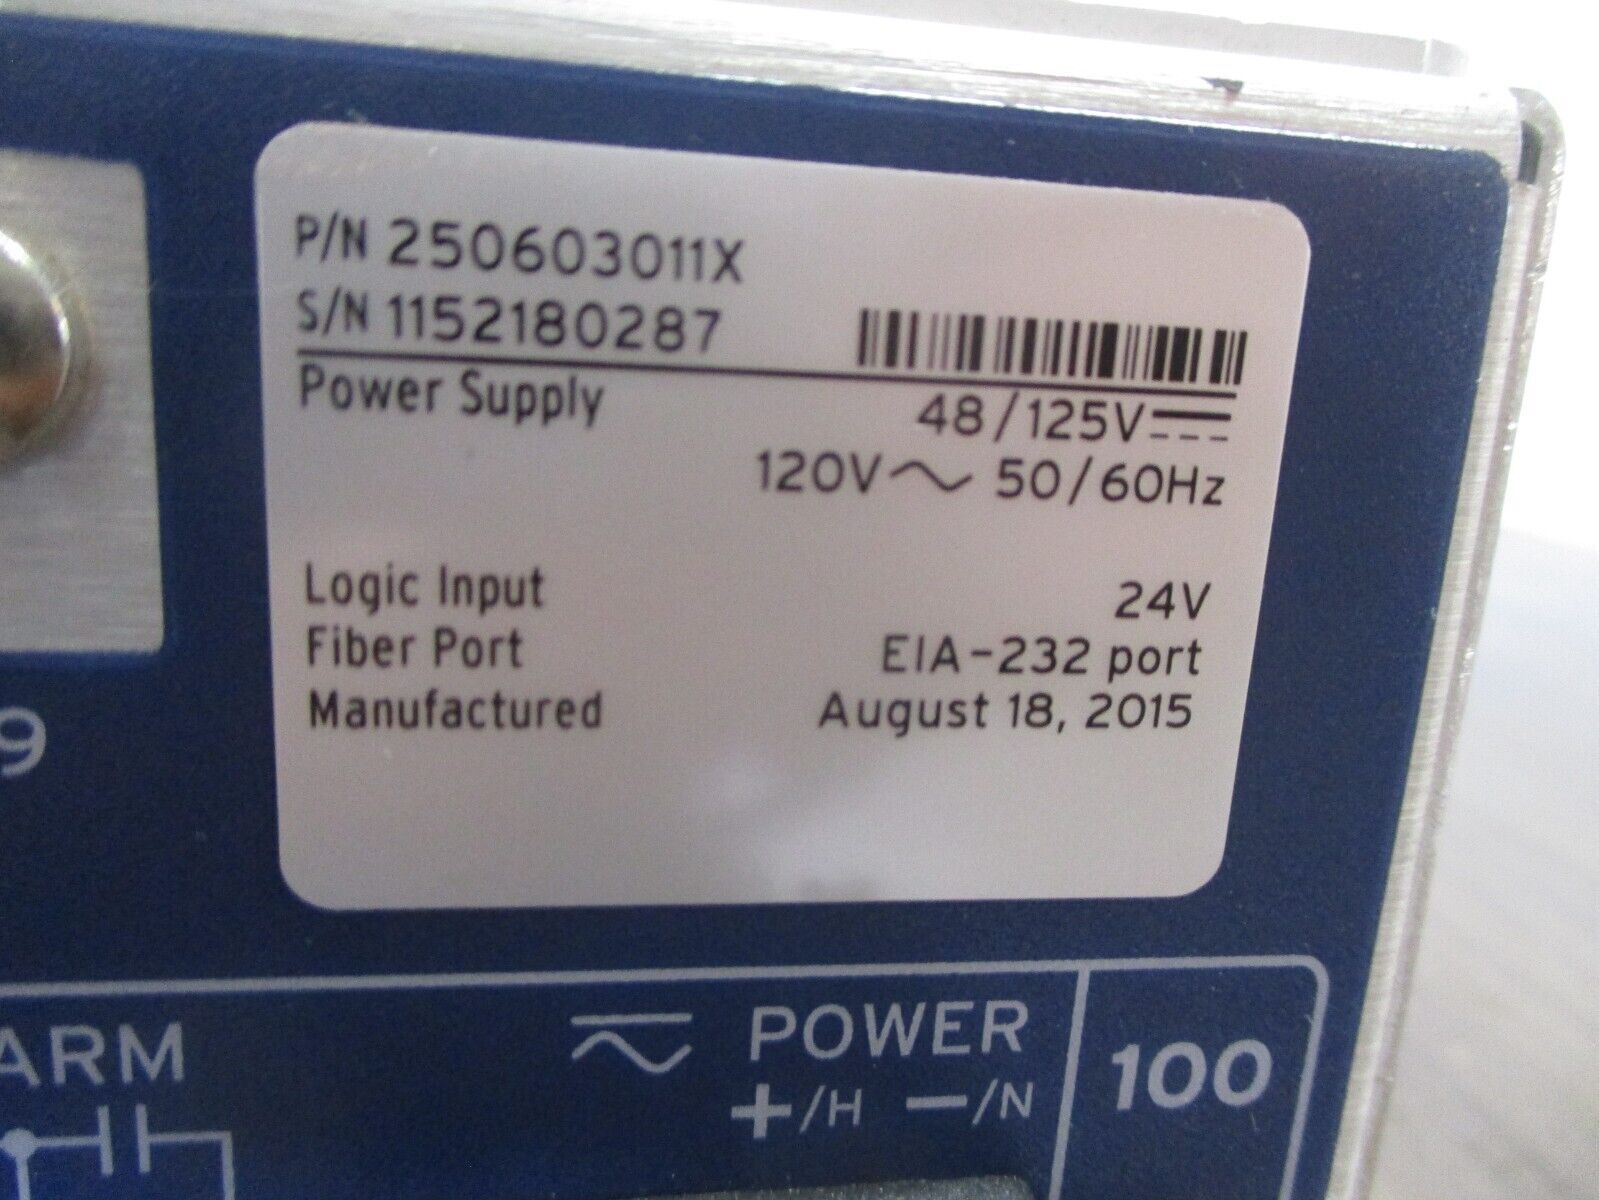 P/N 250603011X
S/N 1152180287
Power Supply 48/125V
120V 50/60Hz
Logic Input 24V
Fiber Port EIA-232 port
Manufactured August 18, 2015
9
ARM
POWER
+/H −/N
100